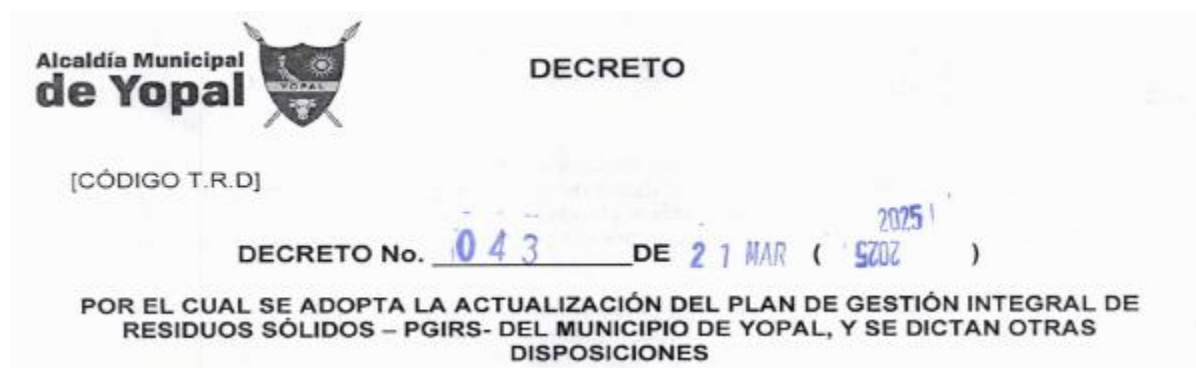 Alcaldía Municipal
de Yopal
YOPAL
DECRETO
[CÓDIGO T.R.D]
2025
DECRETO No. 043 DE 21 MAR ( 2025 )
POR EL CUAL SE ADOPTA LA ACTUALIZACIÓN DEL PLAN DE GESTIÓN INTEGRAL DE
RESIDUOS SÓLIDOS – PGIRS- DEL MUNICIPIO DE YOPAL, Y SE DICTAN OTRAS
DISPOSICIONES